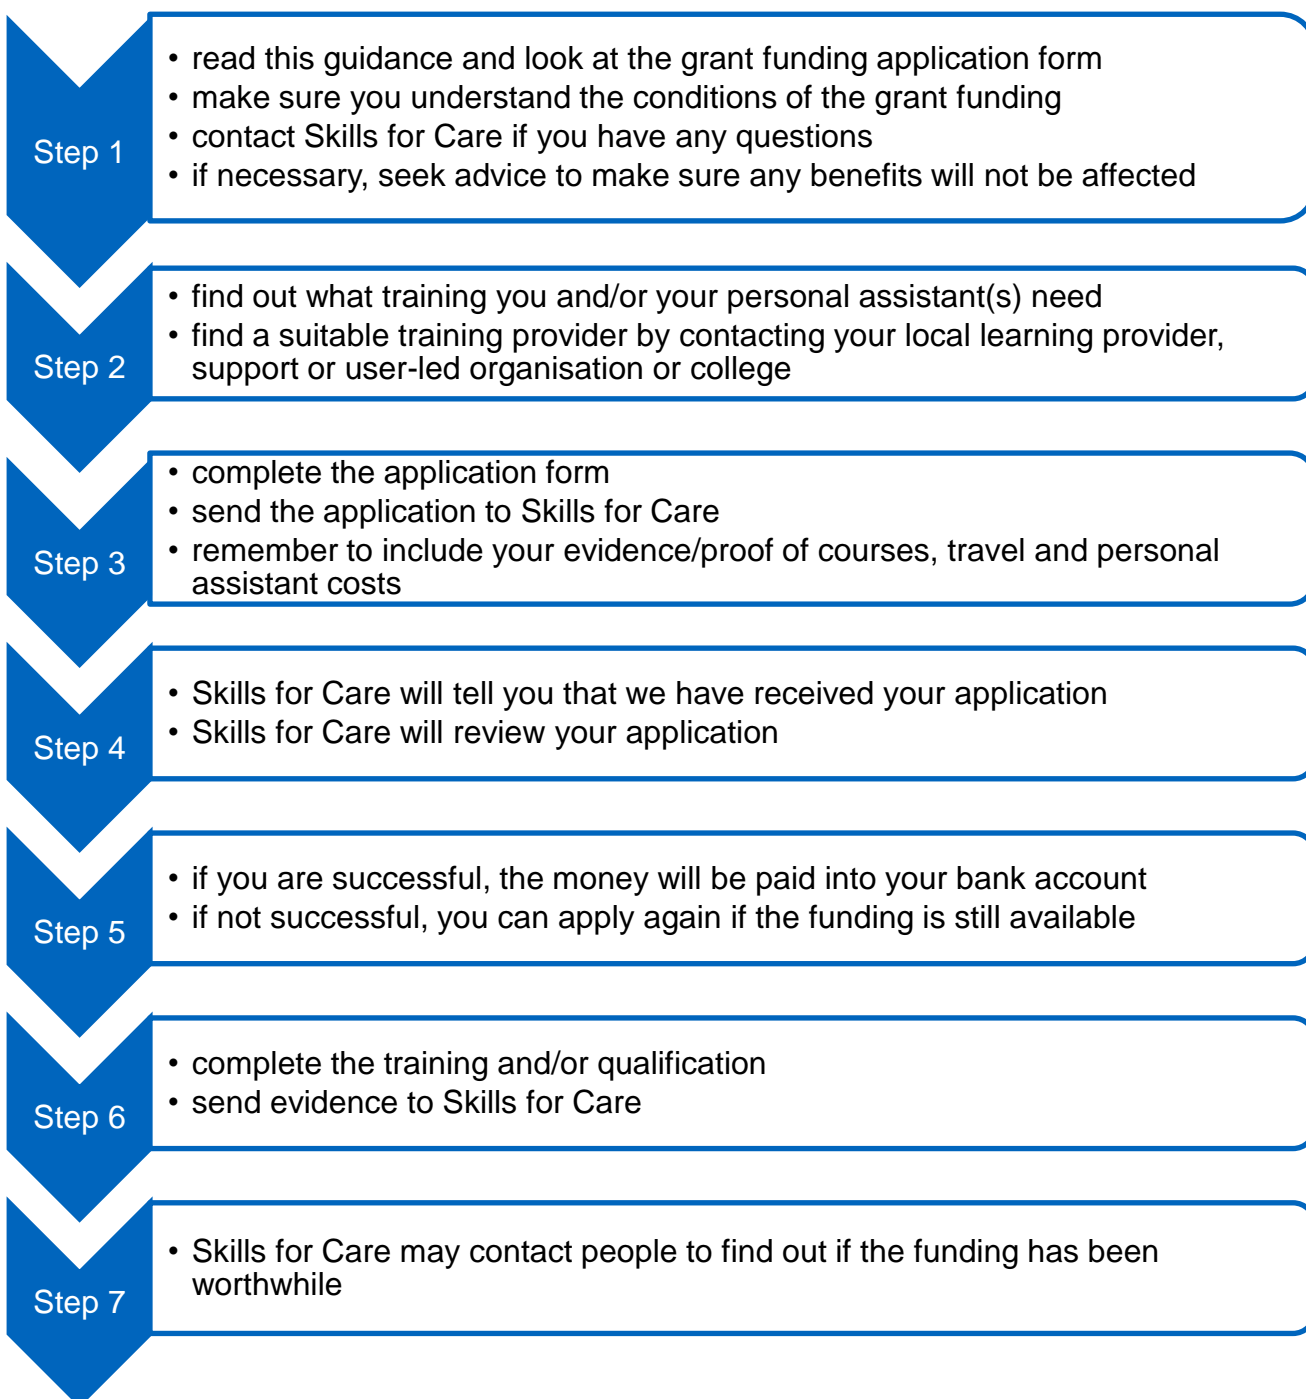 Step 1
• read this guidance and look at the grant funding application form
• make sure you understand the conditions of the grant funding
• contact Skills for Care if you have any questions
• if necessary, seek advice to make sure any benefits will not be affected
Step 2
• find out what training you and/or your personal assistant(s) need
• find a suitable training provider by contacting your local learning provider,
support or user-led organisation or college
Step 3
• complete the application form
• send the application to Skills for Care
• remember to include your evidence/proof of courses, travel and personal
assistant costs
Step 4
• Skills for Care will tell you that we have received your application
• Skills for Care will review your application
Step 5
• if you are successful, the money will be paid into your bank account
• if not successful, you can apply again if the funding is still available
Step 6
• complete the training and/or qualification
• send evidence to Skills for Care
Step 7
• Skills for Care may contact people to find out if the funding has been
worthwhile